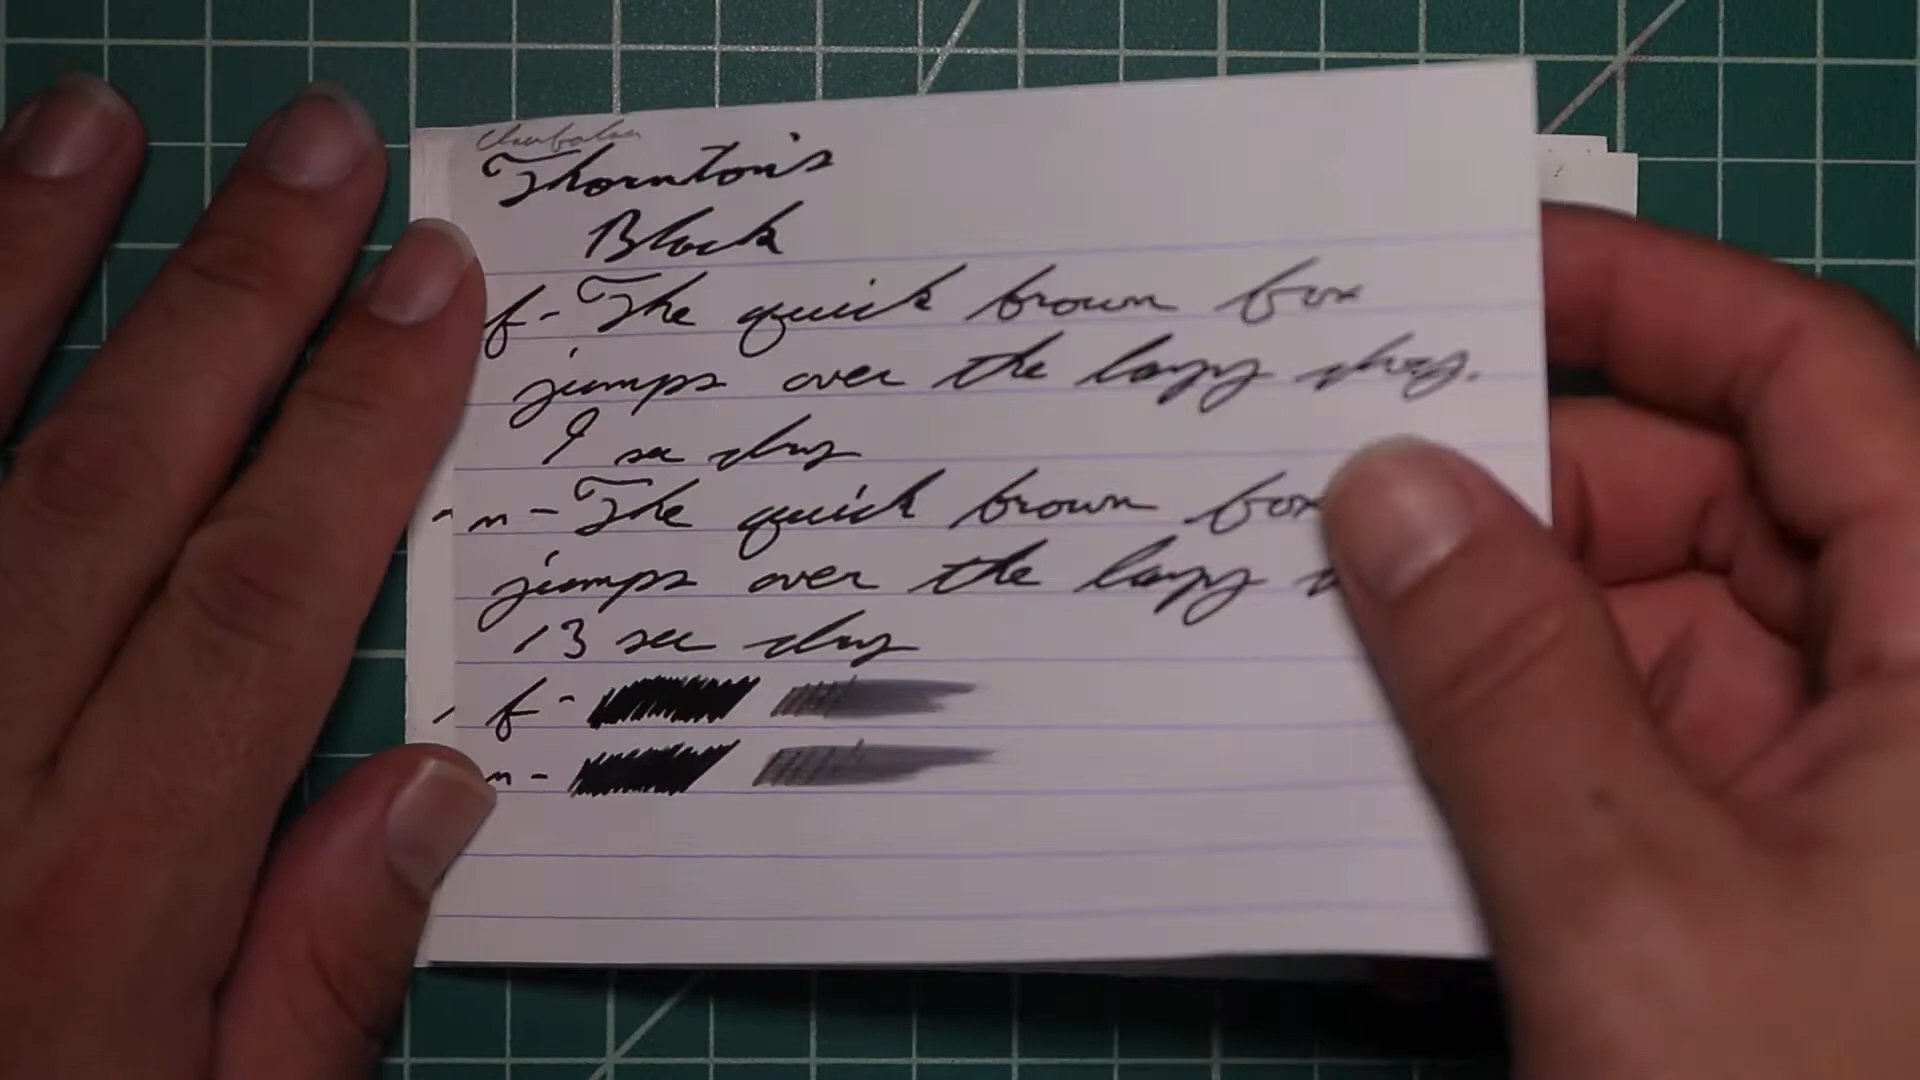 Thornton's
Black
f - The quick brown fox
jumps over the lazy dog.
9 sec dry
m - The quick brown fox
jumps over the lazy
13 sec dry
f -
m -